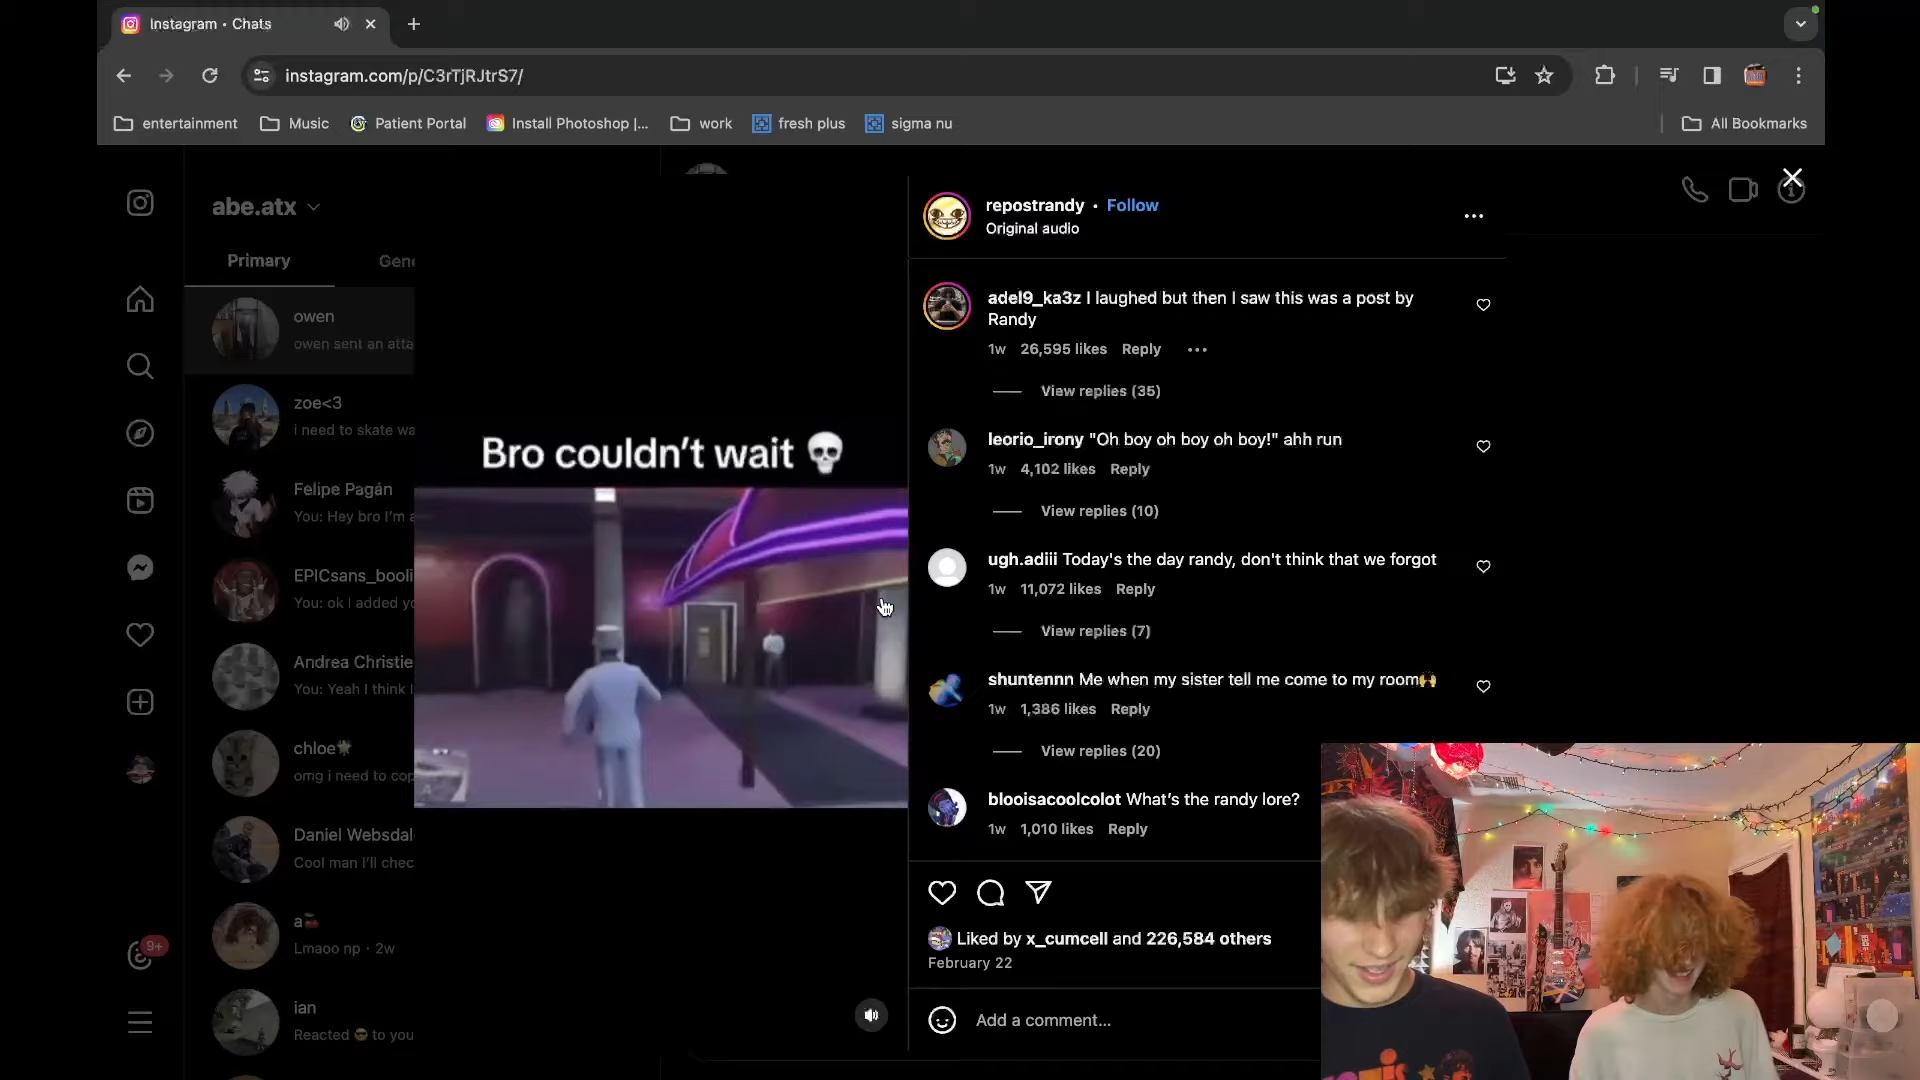 Instagram • Chats
instagram.com/p/C3rTjRJtrS7/
entertainment
Music
Patient Portal
Install Photoshop |...
work
fresh plus
sigma nu
All Bookmarks
abe.atx
Primary
Gene
owen
owen sent an atta
zoe<3
i need to skate wa
Felipe Pagán
You: Hey bro I'm a
EPICsans_booli
You: ok I added yo
Andrea Christie
You: Yeah I think I
chloe
omg i need to cop
Daniel Websdal
Cool man I'll chec
a🍒
Lmaoo np · 2w
ian
Reacted 😎 to you
9+
Bro couldn't wait 💀
repostrandy • Follow
Original audio
adel9_ka3z I laughed but then I saw this was a post by
Randy
1w 26,595 likes Reply
View replies (35)
leorio_irony "Oh boy oh boy oh boy!" ahh run
1w 4,102 likes Reply
View replies (10)
ugh.adiii Today's the day randy, don't think that we forgot
1w 11,072 likes Reply
View replies (7)
shuntennn Me when my sister tell me come to my room🙌
1w 1,386 likes Reply
View replies (20)
blooisacoolcolot What's the randy lore?
1w 1,010 likes Reply
Liked by x_cumcell and 226,584 others
February 22
Add a comment...